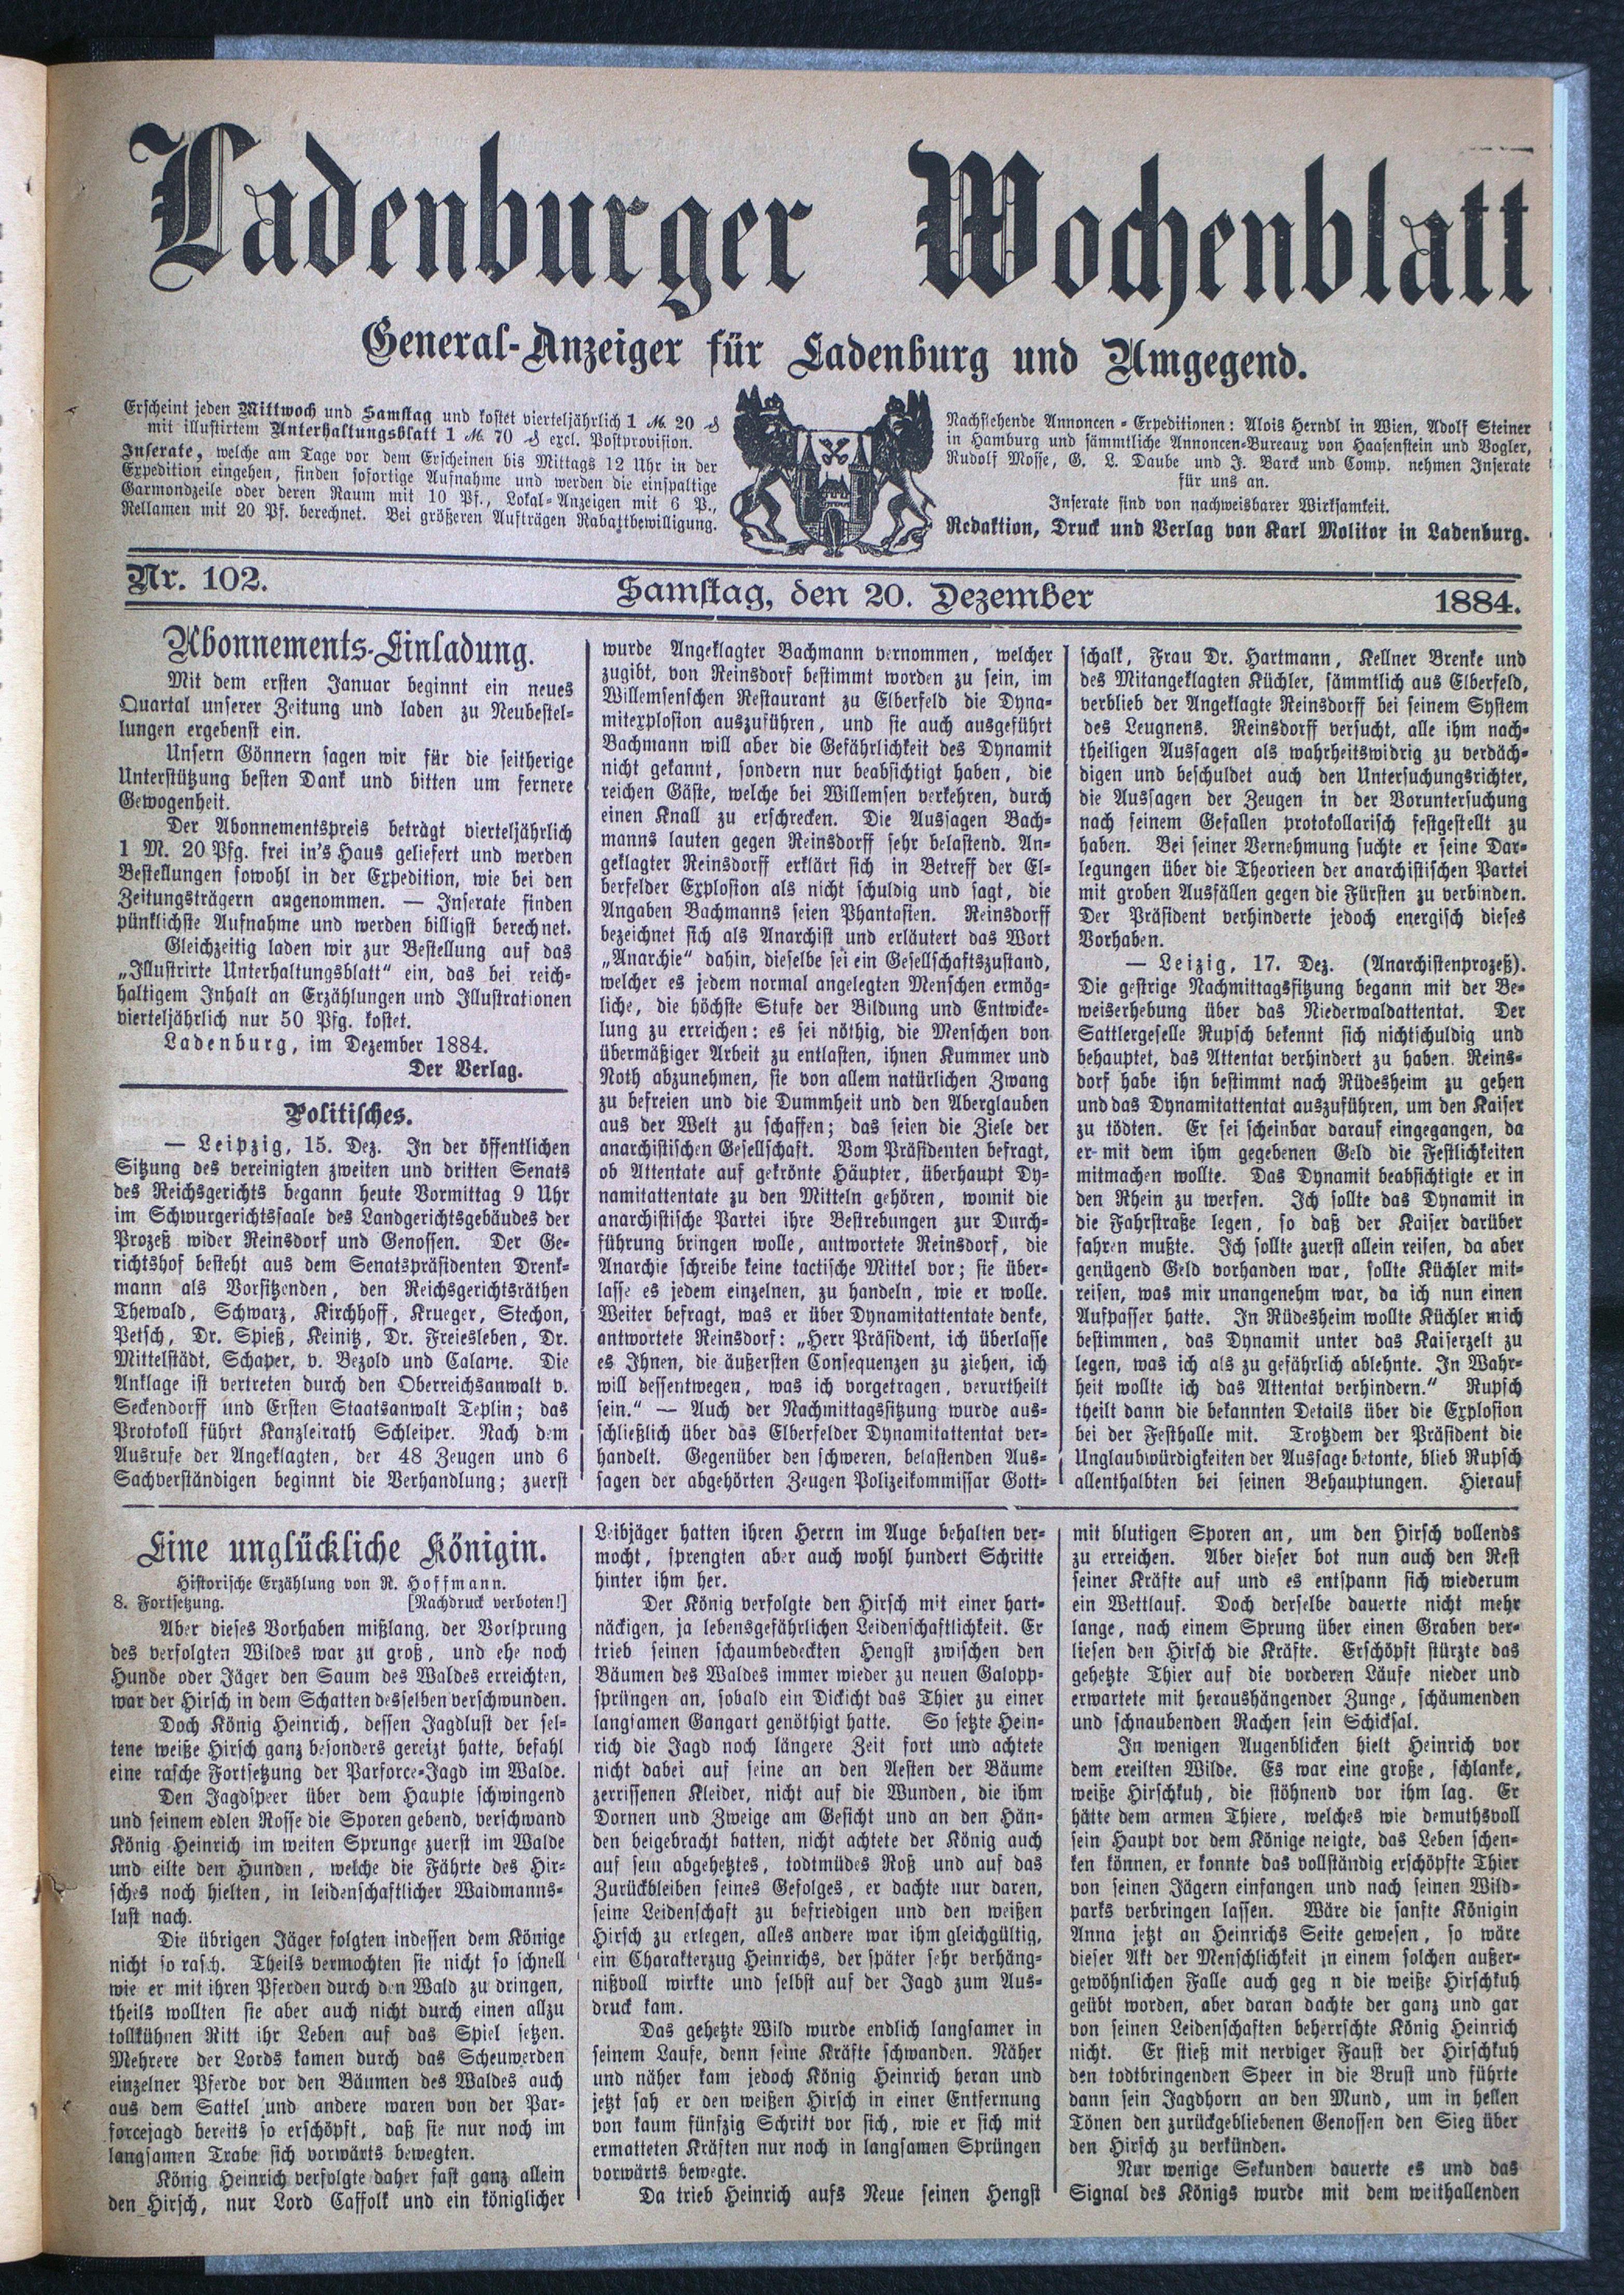 Ladenburger Wochenblatt
General-Anzeiger für Ladenburg und Umgegend.
Erscheint jeden Mittwoch und Samstag und kostet vierteljährlich 1 M. 20 ₰
mit illustirtem Unterhaltungsblatt 1 M. 70 ₰ excl. Postprovision.
Inserate, welche am Tage vor dem Erscheinen bis Mittags 12 Uhr in der
Expedition eingehen, finden sofortige Aufnahme und werden die einspaltige
Garmondzeile oder deren Raum mit 10 Pf., Lokal-Anzeigen mit 6 P.,
Rellamen mit 20 Pf. berechnet. Bei größeren Aufträgen Rabattbewilligung.
Nachstehende Annoncen-Expeditionen: Alois Herndl in Wien, Adolf Steiner
in Hamburg und sämmtliche Annoncen-Bureaux von Haasenstein und Vogler,
Rudolf Mosse, G. L. Daube und J. Barck und Comp. nehmen Inserate
für uns an.
Inserate sind von nachweisbarer Wirksamkeit.
Redaktion, Druck und Verlag von Karl Molitor in Ladenburg.
Nr. 102. Samstag, den 20. Dezember 1884.
Abonnements-Einladung.
Mit dem ersten Januar beginnt ein neues
Quartal unserer Zeitung und laden zu Neubestel-
lungen ergebenst ein.
Unsern Gönnern sagen wir für die seitherige
Unterstützung besten Dank und bitten um fernere
Gewogenheit.
Der Abonnementspreis beträgt vierteljährlich
1 M. 20 Pfg. frei in's Haus geliefert und werden
Bestellungen sowohl in der Expedition, wie bei den
Zeitungsträgern angenommen. — Inserate finden
pünklichste Aufnahme und werden billigst berechnet.
Gleichzeitig laden wir zur Bestellung auf das
„Illustrirte Unterhaltungsblatt“ ein, das bei reich-
haltigem Inhalt an Erzählungen und Illustrationen
vierteljährlich nur 50 Pfg. kostet.
Ladenburg, im Dezember 1884.
Der Verlag.
Politisches.
— Leipzig, 15. Dez. In der öffentlichen
Sitzung des vereinigten zweiten und dritten Senats
des Reichsgerichts begann heute Vormittag 9 Uhr
im Schwurgerichtssaale des Landgerichtsgebäudes der
Prozeß wider Reinsdorf und Genossen. Der Ge-
richtshof besteht aus dem Senatspräsidenten Drenk-
mann als Vorsitzenden, den Reichsgerichtsräthen
Thewald, Schwarz, Kirchhoff, Krueger, Stechon,
Petsch, Dr. Spieß, Keinitz, Dr. Freiesleben, Dr.
Mittelstädt, Schaper, v. Bezold und Calame. Die
Anklage ist vertreten durch den Oberreichsanwalt v.
Seckendorff und Ersten Staatsanwalt Teplin; das
Protokoll führt Kanzleirath Schleiper. Nach dem
Ausrufe der Angeklagten, der 48 Zeugen und 6
Sachverständigen beginnt die Verhandlung; zuerst
wurde Angeklagter Bachmann vernommen, welcher
zugibt, von Reinsdorf bestimmt worden zu sein, im
Willemsenschen Restaurant zu Elberfeld die Dyna-
mitexplosion auszuführen, und sie auch ausgeführt
Bachmann will aber die Gefährlichkeit des Dynamit
nicht gekannt, sondern nur beabsichtigt haben, die
reichen Gäste, welche bei Willemsen verkehren, durch
einen Knall zu erschrecken. Die Aussagen Bach-
manns lauten gegen Reinsdorff sehr belastend. An-
geklagter Reinsdorff erklärt sich in Betreff der El-
berfelder Explosion als nicht schuldig und sagt, die
Angaben Bachmanns seien Phantasien. Reinsdorff
bezeichnet sich als Anarchist und erläutert das Wort
„Anarchie“ dahin, dieselbe sei ein Gesellschaftszustand,
welcher es jedem normal angelegten Menschen ermög-
liche, die höchste Stufe der Bildung und Entwicke-
lung zu erreichen: es sei nöthig, die Menschen von
übermäßiger Arbeit zu entlasten, ihnen Kummer und
Noth abzunehmen, sie von allem natürlichen Zwang
zu befreien und die Dummheit und den Aberglauben
aus der Welt zu schaffen; das seien die Ziele der
anarchistischen Gesellschaft. Vom Präsidenten befragt,
ob Attentate auf gekrönte Häupter, überhaupt Dy-
namitattentate zu den Mitteln gehören, womit die
anarchistische Partei ihre Bestrebungen zur Durch-
führung bringen wolle, antwortete Reinsdorf, die
Anarchie schreibe keine tactische Mittel vor; sie über-
lasse es jedem einzelnen, zu handeln, wie er wolle.
Weiter befragt, was er über Dynamitattentate denke,
antwortete Reinsdorf: „Herr Präsident, ich überlasse
es Ihnen, die äußersten Consequenzen zu ziehen, ich
will dessentwegen, was ich vorgetragen, verurtheilt
sein.“ — Auch der Nachmittagssitzung wurde aus-
schließlich über das Elberfelder Dynamitattentat ver-
handelt. Gegenüber den schweren, belastenden Aus-
sagen der abgehörten Zeugen Polizeikommissar Gott-
schalk, Frau Dr. Hartmann, Kellner Brenke und
des Mitangeklagten Küchler, sämmtlich aus Elberfeld,
verblieb der Angeklagte Reinsdorff bei seinem System
des Leugnens. Reinsdorff versucht, alle ihm nach-
theiligen Aussagen als wahrheitswidrig zu verdäch-
digen und beschuldet auch den Untersuchungsrichter,
die Aussagen der Zeugen in der Voruntersuchung
nach seinem Gefallen protokollarisch festgestellt zu
haben. Bei seiner Vernehmung suchte er seine Dar-
legungen über die Theorieen der anarchistischen Partei
mit groben Ausfällen gegen die Fürsten zu verbinden.
Der Präsident verhinderte jedoch energisch dieses
Vorhaben.
— Leizig, 17. Dez. (Anarchistenprozeß).
Die gestrige Nachmittagssitzung begann mit der Be-
weiserhebung über das Niederwaldattentat. Der
Sattlergeselle Rupsch bekennt sich nichtschuldig und
behauptet, das Attentat verhindert zu haben. Reins-
dorf habe ihn bestimmt nach Rüdesheim zu gehen
und das Dynamitattentat auszuführen, um den Kaiser
zu tödten. Er sei scheinbar darauf eingegangen, da
er mit dem ihm gegebenen Geld die Festlichkeiten
mitmachen wollte. Das Dynamit beabsichtigte er in
den Rhein zu werfen. Ich sollte das Dynamit in
die Fahrstraße legen, so daß der Kaiser darüber
fahren mußte. Ich sollte zuerst allein reisen, da aber
genügend Geld vorhanden war, sollte Küchler mit-
reisen, was mir unangenehm war, da ich nun einen
Aufpasser hatte. In Rüdesheim wollte Küchler mich
bestimmen, das Dynamit unter das Kaiserzelt zu
legen, was ich als zu gefährlich ablehnte. In Wahr-
heit wollte ich das Attentat verhindern.“ Rupsch
theilt dann die bekannten Details über die Explosion
bei der Festhalle mit. Trotzdem der Präsident die
Unglaubwürdigkeiten der Aussage betonte, blieb Rupsch
allenthalbten bei seinen Behauptungen. Hierauf
Eine unglückliche Königin.
Historische Erzählung von R. Hoffmann.
8. Fortsetzung. [Nachdruck verboten!]
Aber dieses Vorhaben mißlang, der Vorsprung
des verfolgten Wildes war zu groß, und ehe noch
Hunde oder Jäger den Saum des Waldes erreichten,
war der Hirsch in dem Schatten desselben verschwunden.
Doch König Heinrich, dessen Jagdlust der sel-
tene weiße Hirsch ganz besonders gereizt hatte, befahl
eine rasche Fortsetzung der Parforce-Jagd im Walde.
Den Jagdspeer über dem Haupte schwingend
und seinem edlen Rosse die Sporen gebend, verschwand
König Heinrich im weiten Sprunge zuerst im Walde
und eilte den Hunden, welche die Fährte des Hir-
sches noch hielten, in leidenschaftlicher Waidmanns-
lust nach.
Die übrigen Jäger folgten indessen dem Könige
nicht so rasch. Theils vermochten sie nicht so schnell
wie er mit ihren Pferden durch den Wald zu dringen,
theils wollten sie aber auch nicht durch einen allzu
tollkühnen Ritt ihr Leben auf das Spiel setzen.
Mehrere der Lords kamen durch das Scheuwerden
einzelner Pferde vor den Bäumen des Waldes auch
aus dem Sattel und andere waren von der Par-
forcejagd bereits so erschöpft, daß sie nur noch im
langsamen Trabe sich vorwärts bewegten.
König Heinrich verfolgte daher fast ganz allein
den Hirsch, nur Lord Caffolk und ein königlicher
Leibjäger hatten ihren Herrn im Auge behalten ver-
mocht, sprengten aber auch wohl hundert Schritte
hinter ihm her.
Der König verfolgte den Hirsch mit einer hart-
näckigen, ja lebensgefährlichen Leidenschaftlichkeit. Er
trieb seinen schaumbedeckten Hengst zwischen den
Bäumen des Waldes immer wieder zu neuen Galopp-
sprüngen an, sobald ein Dickicht das Thier zu einer
langsamen Gangart genöthigt hatte. So setzte Hein-
rich die Jagd noch längere Zeit fort und achtete
nicht dabei auf seine an den Aesten der Bäume
zerrissenen Kleider, nicht auf die Wunden, die ihm
Dornen und Zweige am Gesicht und an den Hän-
den beigebracht hatten, nicht achtete der König auch
auf sein abgehetztes, todtmüdes Roß und auf das
Zurückbleiben seines Gefolges, er dachte nur daren,
seine Leidenschaft zu befriedigen und den weißen
Hirsch zu erlegen, alles andere war ihm gleichgültig,
ein Charakterzug Heinrichs, der später sehr verhäng-
nißvoll wirkte und selbst auf der Jagd zum Aus-
druck kam.
Das gehetzte Wild wurde endlich langsamer in
seinem Laufe, denn seine Kräfte schwanden. Näher
und näher kam jedoch König Heinrich heran und
jetzt sah er den weißen Hirsch in einer Entfernung
von kaum fünfzig Schritt vor sich, wie er sich mit
ermatteten Kräften nur noch in langsamen Sprüngen
vorwärts bewegte.
Da trieb Heinrich aufs Neue seinen Hengst
mit blutigen Sporen an, um den Hirsch vollends
zu erreichen. Aber dieser bot nun auch den Rest
seiner Kräfte auf und es entspann sich wiederum
ein Wettlauf. Doch derselbe dauerte nicht mehr
lange, nach einem Sprung über einen Graben ver-
liesen den Hirsch die Kräfte. Erschöpft stürzte das
gehetzte Thier auf die vorderen Läufe nieder und
erwartete mit heraushängender Zunge, schäumenden
und schnaubenden Rachen sein Schicksal.
In wenigen Augenblicken hielt Heinrich vor
dem ereilten Wilde. Es war eine große, schlanke,
weiße Hirschkuh, die stöhnend vor ihm lag. Er
hätte dem armen Thiere, welches wie demuthsvoll
sein Haupt vor dem Könige neigte, das Leben schen-
ken können, er konnte das vollständig erschöpfte Thier
von seinen Jägern einfangen und nach seinen Wild-
parks verbringen lassen. Wäre die sanfte Königin
Anna jetzt an Heinrichs Seite gewesen, so wäre
dieser Akt der Menschlichkeit in einem solchen außer-
gewöhnlichen Falle auch geg n die weiße Hirschkuh
geübt worden, aber daran dachte der ganz und gar
von seinen Leidenschaften beherrschte König Heinrich
nicht. Er stieß mit nerviger Faust der Hirschkuh
den todtbringenden Speer in die Brust und führte
dann sein Jagdhorn an den Mund, um in hellen
Tönen den zurückgebliebenen Genossen den Sieg über
den Hirsch zu verkünden.
Nur wenige Sekunden dauerte es und das
Signal des Königs wurde mit dem weithallenden